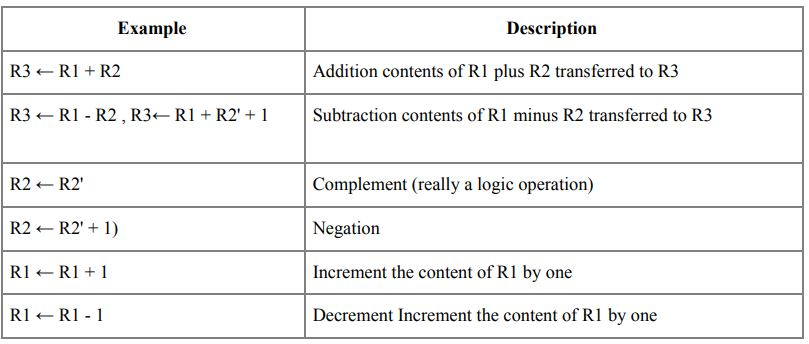 Example Description
R3 ← R1 + R2 Addition contents of R1 plus R2 transferred to R3
R3 ← R1 - R2 , R3← R1 + R2' + 1 Subtraction contents of R1 minus R2 transferred to R3
R2 ← R2' Complement (really a logic operation)
R2 ← R2' + 1) Negation
R1 ← R1 + 1 Increment the content of R1 by one
R1 ← R1 - 1 Decrement Increment the content of R1 by one